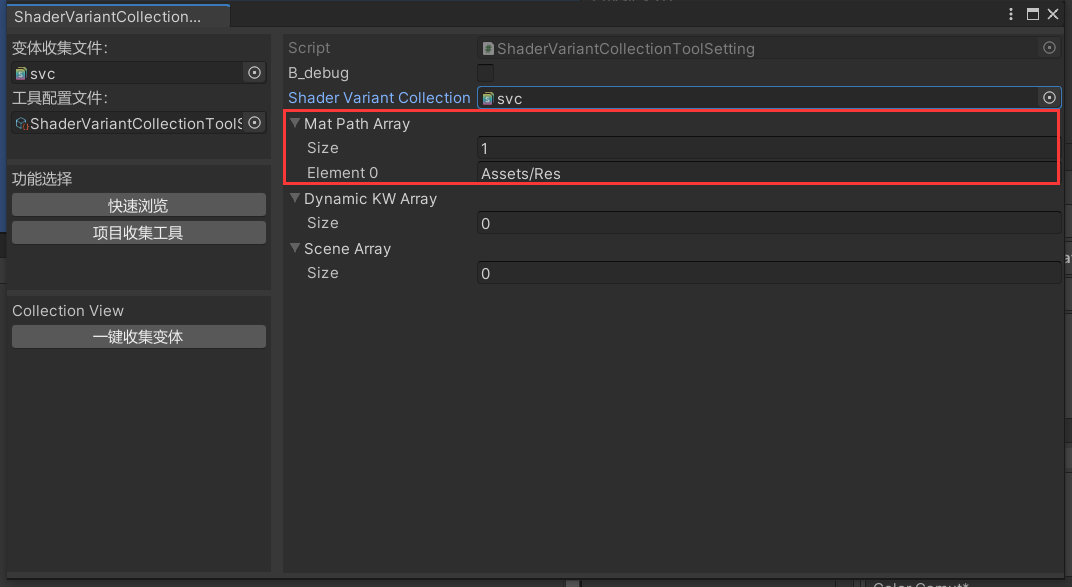 ShaderVariantCollection...
变体收集文件:
svc
工具配置文件:
ShaderVariantCollectionToolS
功能选择
快速浏览
项目收集工具
Collection View
一键收集变体
Script
ShaderVariantCollectionToolSetting
B_debug
Shader Variant Collection
svc
Mat Path Array
Size
1
Element 0
Assets/Res
Dynamic KW Array
Size
0
Scene Array
Size
0